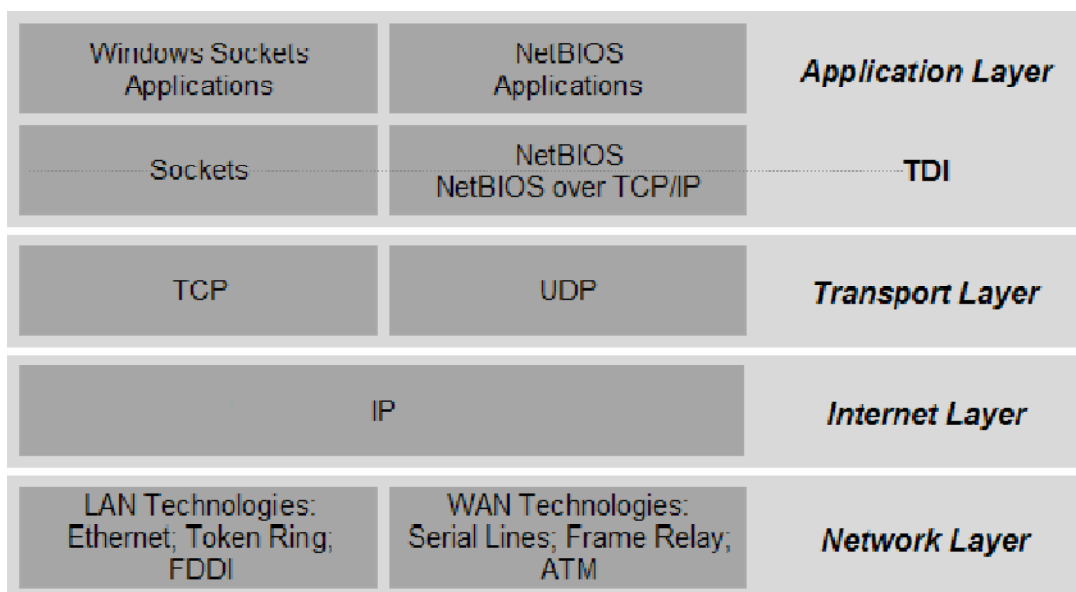 Windows Sockets
Applications
NetBIOS
Applications
Application Layer
Sockets
NetBIOS
NetBIOS over TCP/IP
TDI
TCP
UDP
Transport Layer
IP
Internet Layer
LAN Technologies:
Ethernet; Token Ring;
FDDI
WAN Technologies:
Serial Lines; Frame Relay;
ATM
Network Layer